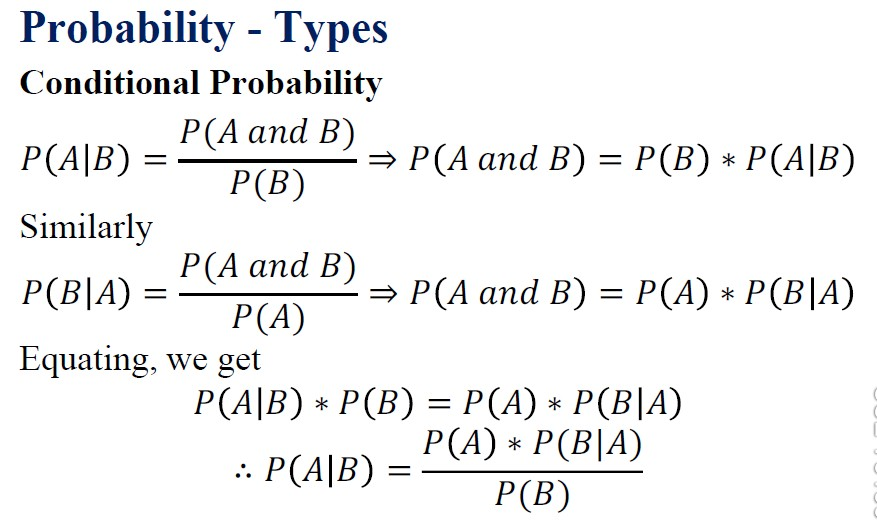 Probability - Types
Conditional Probability
P(A|B) = P(A and B) / P(B) ⇒ P(A and B) = P(B) ∗ P(A|B)
Similarly
P(B|A) = P(A and B) / P(A) ⇒ P(A and B) = P(A) ∗ P(B|A)
Equating, we get
P(A|B) ∗ P(B) = P(A) ∗ P(B|A)
∴ P(A|B) = P(A) ∗ P(B|A) / P(B)